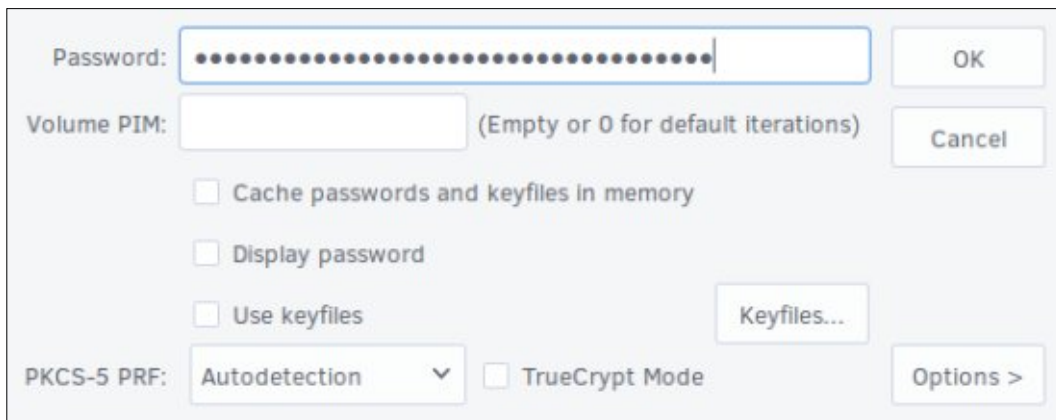 Password: ●●●●●●●●●●●●●●●●●●●●●●●●●●●●●●●●●●●●●●●●●● OK
Volume PIM: (Empty or 0 for default iterations) Cancel
Cache passwords and keyfiles in memory
Display password
Use keyfiles Keyfiles...
PKCS-5 PRF: Autodetection TrueCrypt Mode Options >